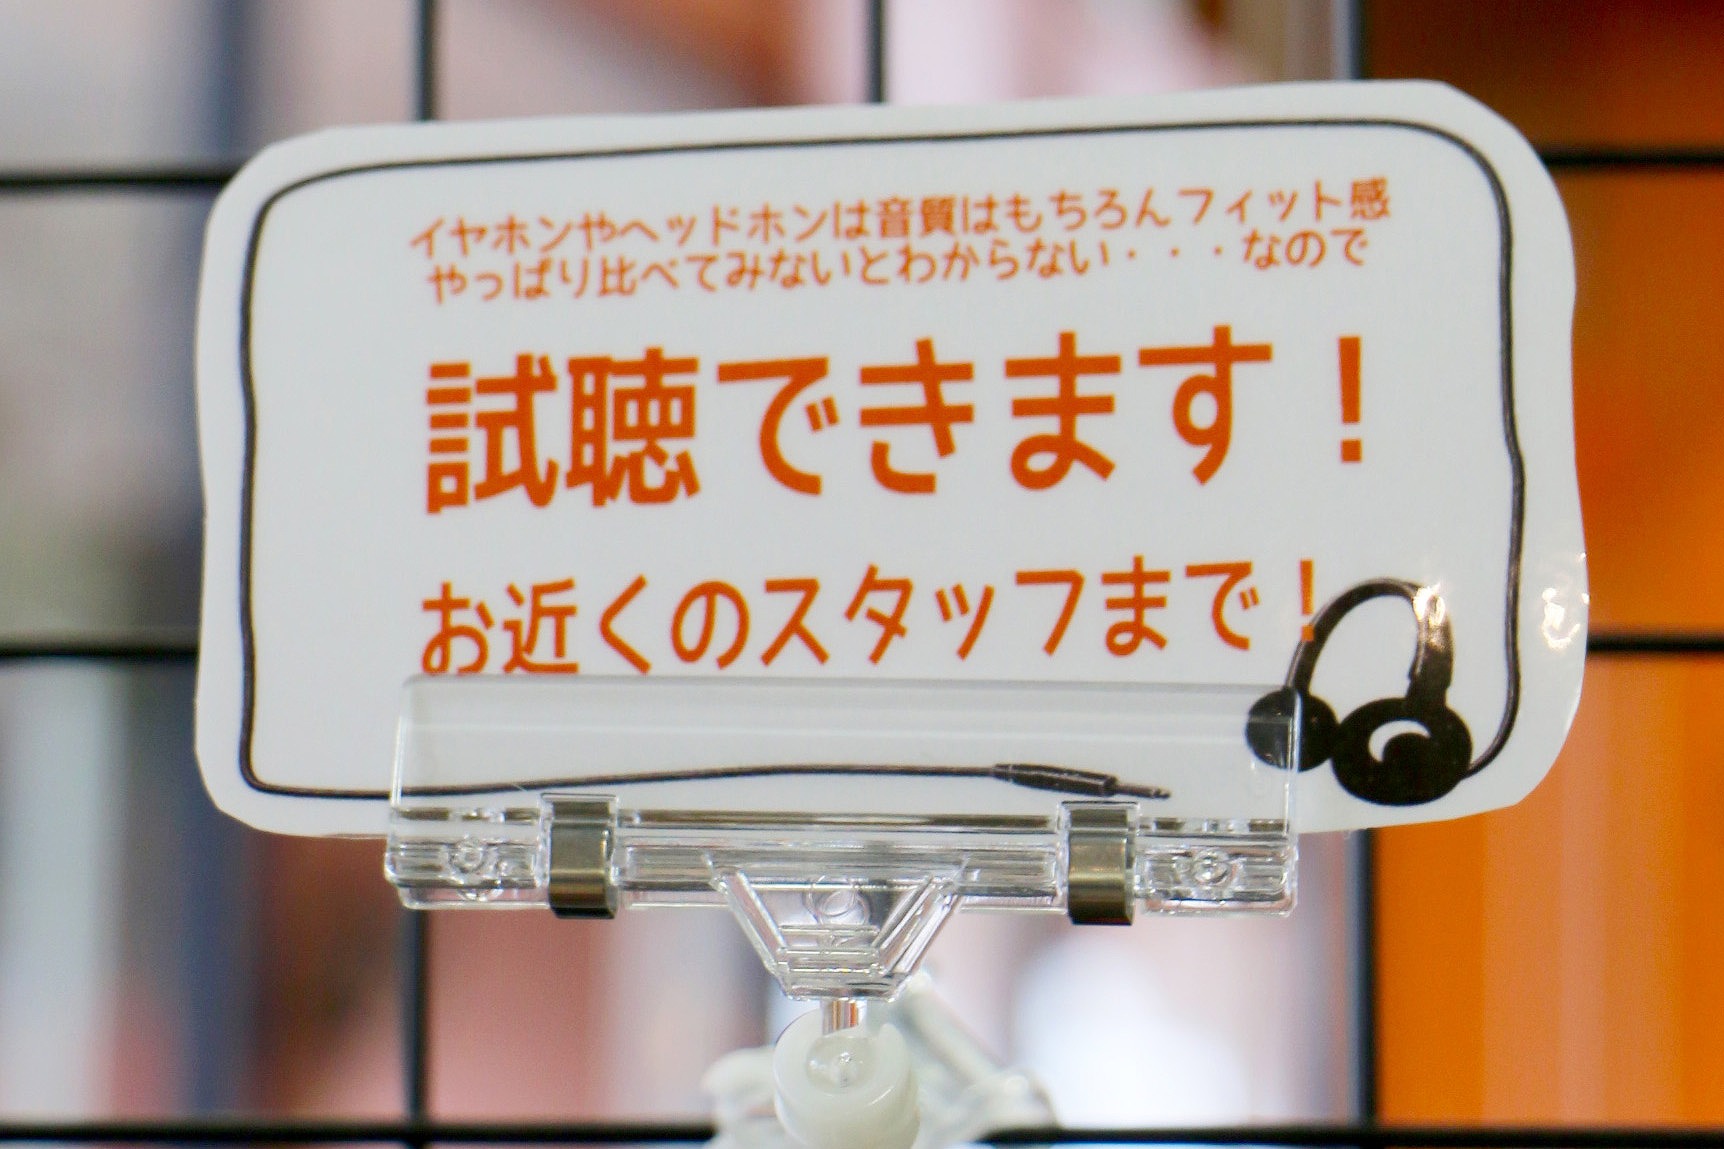 イヤホンやヘッドホンは音質はもちろんフィット感
やっぱり比べてみないとわからない・・・なので
試聴できます！
お近くのスタッフまで！